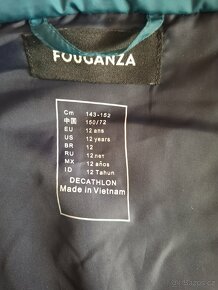 FOUGANZA
Cm 143-152
中国 150/72
EU 12 ans
US 12 years
BR 12
RU 12 лет
MX 12 años
ID 12 Tahun
DECATHLON
Made in Vietnam